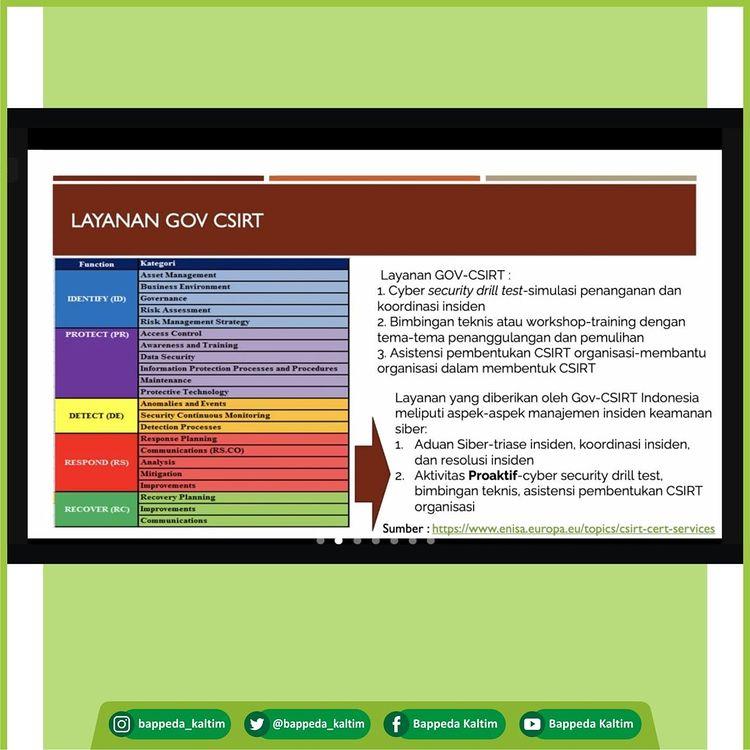 LAYANAN GOV CSIRT
Function Kategori
IDENTIFY (ID)
Asset Management
Business Environment
Governance
Risk Assessment
Risk Management Strategy
PROTECT (PR)
Access Control
Awareness and Training
Data Security
Information Protection Processes and Procedures
Maintenance
Protective Technology
DETECT (DE)
Anomalies and Events
Security Continuous Monitoring
Detection Processes
RESPOND (RS)
Response Planning
Communications (RS.CO)
Analysis
Mitigation
Improvements
RECOVER (RC)
Recovery Planning
Improvements
Communications
Layanan GOV-CSIRT :
1. Cyber security drill test-simulasi penanganan dan
koordinasi insiden
2. Bimbingan teknis atau workshop-training dengan
tema-tema penanggulangan dan pemulihan
3. Asistensi pembentukan CSIRT organisasi-membantu
organisasi dalam membentuk CSIRT
Layanan yang diberikan oleh Gov-CSIRT Indonesia
meliputi aspek-aspek manajemen insiden keamanan
siber:
1. Aduan Siber-triase insiden, koordinasi insiden,
dan resolusi insiden
2. Aktivitas Proaktif-cyber security drill test,
bimbingan teknis, asistensi pembentukan CSIRT
organisasi
Sumber : https://www.enisa.europa.eu/topics/csirt-cert-services
bappeda_kaltim
@bappeda_kaltim
Bappeda Kaltim
Bappeda Kaltim